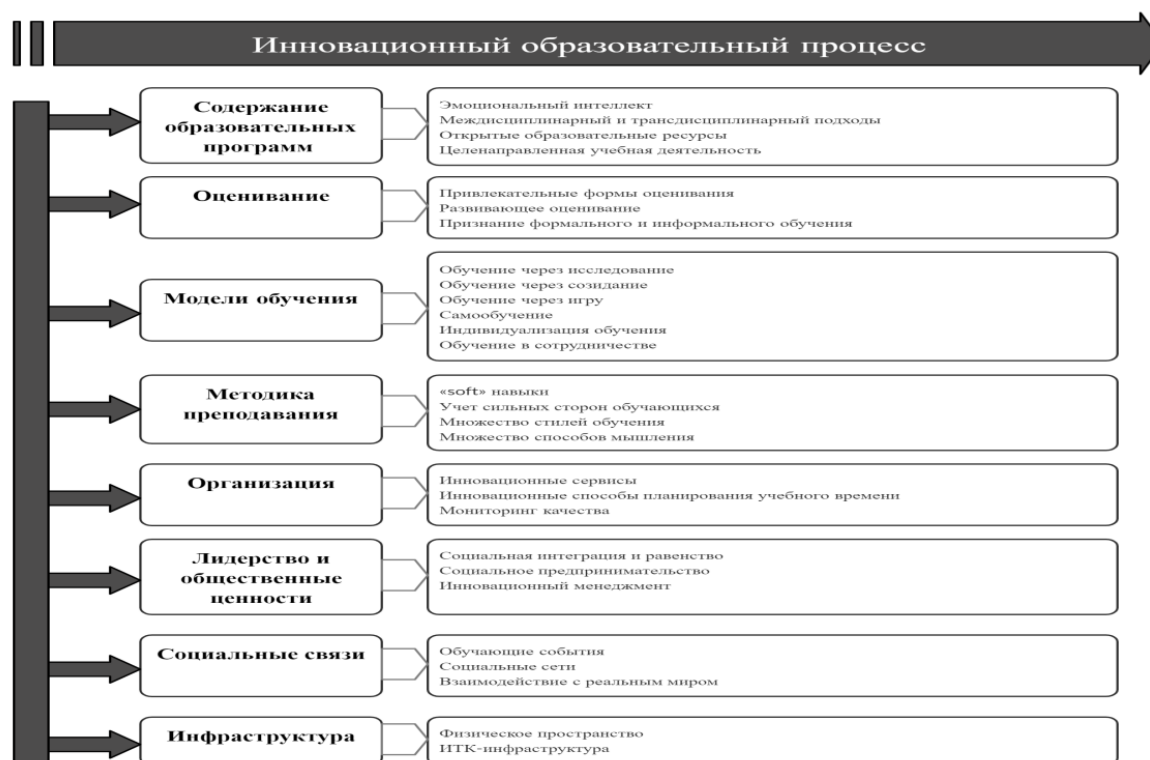 Инновационный образовательный процесс
Содержание
образовательных
программ
Эмоциональный интеллект
Междисциплинарный и трансдисциплинарный подходы
Открытые образовательные ресурсы
Целенаправленная учебная деятельность
Оценивание
Привлекательные формы оценивания
Развивающее оценивание
Признание формального и информального обучения
Модели обучения
Обучение через исследование
Обучение через созидание
Обучение через игру
Самообучение
Индивидуализация обучения
Обучение в сотрудничестве
Методика
преподавания
«soft» навыки
Учет сильных сторон обучающихся
Множество стилей обучения
Множество способов мышления
Организация
Инновационные сервисы
Инновационные способы планирования учебного времени
Мониторинг качества
Лидерство и
общественные
ценности
Социальная интеграция и равенство
Социальное предпринимательство
Инновационный менеджмент
Социальные связи
Обучающие события
Социальные сети
Взаимодействие с реальным миром
Инфраструктура
Физическое пространство
ИТК-инфраструктура